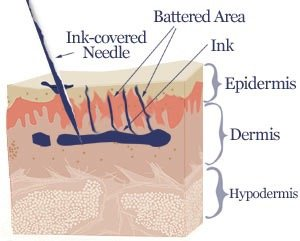 Battered Area
Ink-covered
Needle
Ink
Epidermis
Dermis
Hypodermis